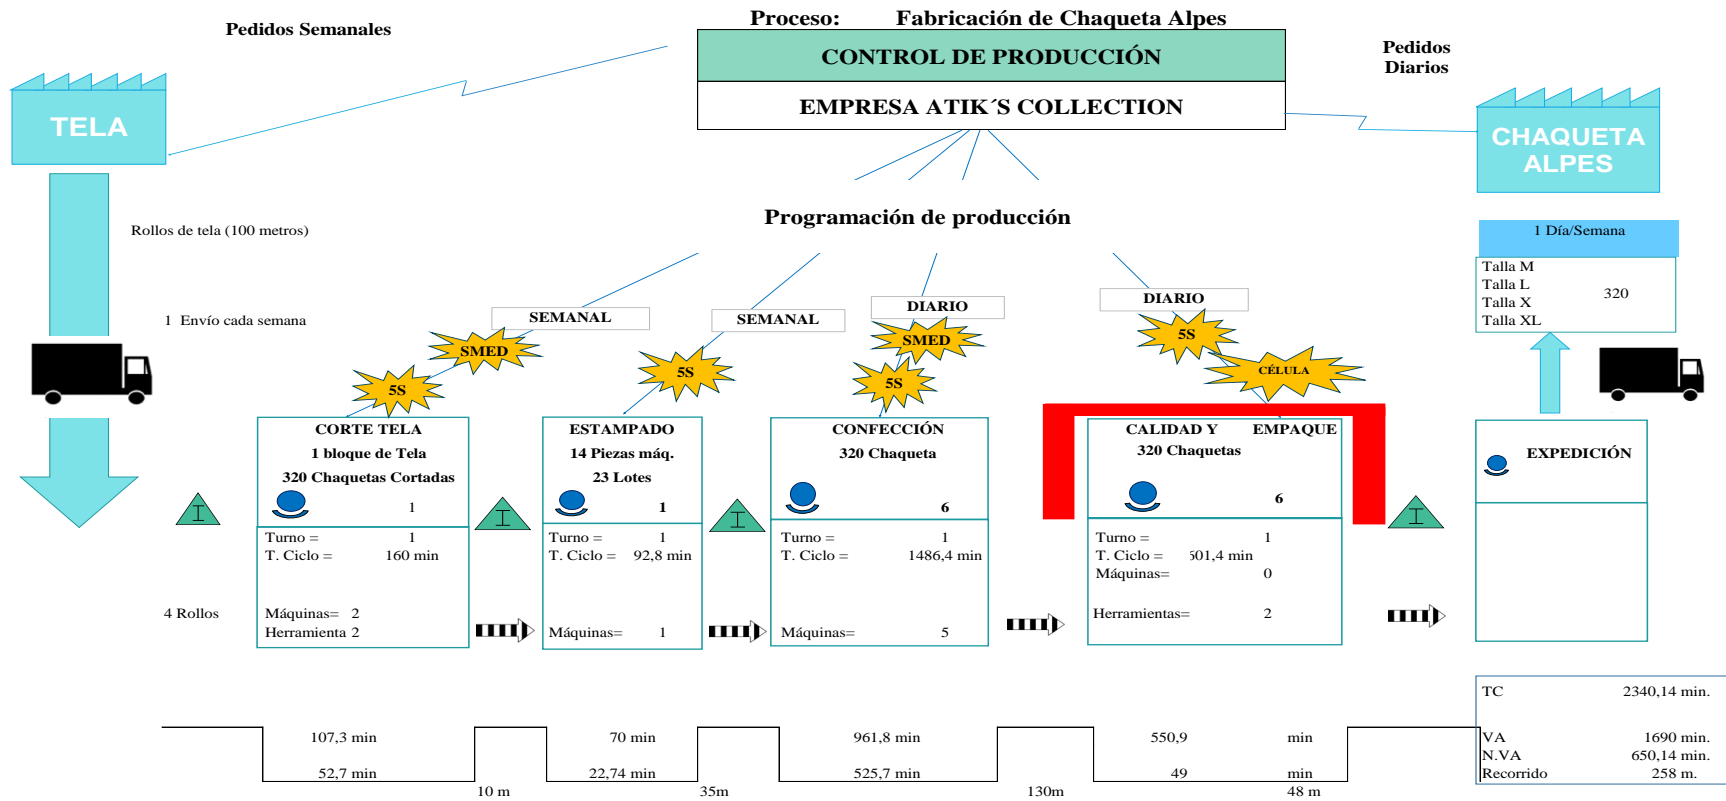 Proceso: Fabricación de Chaqueta Alpes
Pedidos Semanales
CONTROL DE PRODUCCIÓN
EMPRESA ATIK´S COLLECTION
Pedidos
Diarios
TELA
CHAQUETA
ALPES
Programación de producción
Rollos de tela (100 metros)
1 Envío cada semana
1 Día/Semana
Talla M
Talla L
Talla X
Talla XL
320
SEMANAL
SEMANAL
DIARIO
DIARIO
SMED
5S
5S
SMED
5S
5S
CÉLULA
CORTE TELA
1 bloque de Tela
320 Chaquetas Cortadas
1
Turno = 1
T. Ciclo = 160 min
Máquinas= 2
Herramienta 2
ESTAMPADO
14 Piezas máq.
23 Lotes
1
Turno = 1
T. Ciclo = 92,8 min
Máquinas= 1
CONFECCIÓN
320 Chaqueta
6
Turno = 1
T. Ciclo = 1486,4 min
Máquinas= 5
CALIDAD Y EMPAQUE
320 Chaquetas
6
Turno = 1
T. Ciclo = 601,4 min
Máquinas= 0
Herramientas= 2
EXPEDICIÓN
I
I
I
I
4 Rollos
107,3 min
52,7 min
10 m
70 min
22,74 min
35m
961,8 min
525,7 min
130m
550,9 min
49 min
48 m
TC 2340,14 min.
VA 1690 min.
N.VA 650,14 min.
Recorrido 258 m.